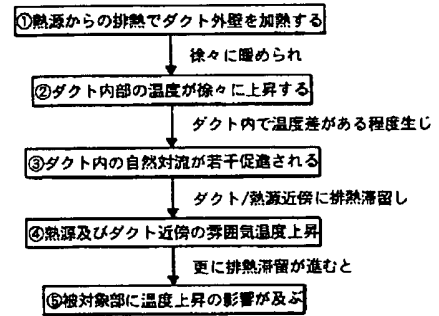 ①熱源からの排熱でダクト外壁を加熱する
徐々に暖められ
②ダクト内部の温度が徐々に上昇する
ダクト内で温度差がある程度生じ
③ダクト内の自然対流が若干促進される
ダクト/熱源近傍に排熱滞留し
④熱源及びダクト近傍の雰囲気温度上昇
更に排熱滞留が進むと
⑤被対象部に温度上昇の影響が及ぶ